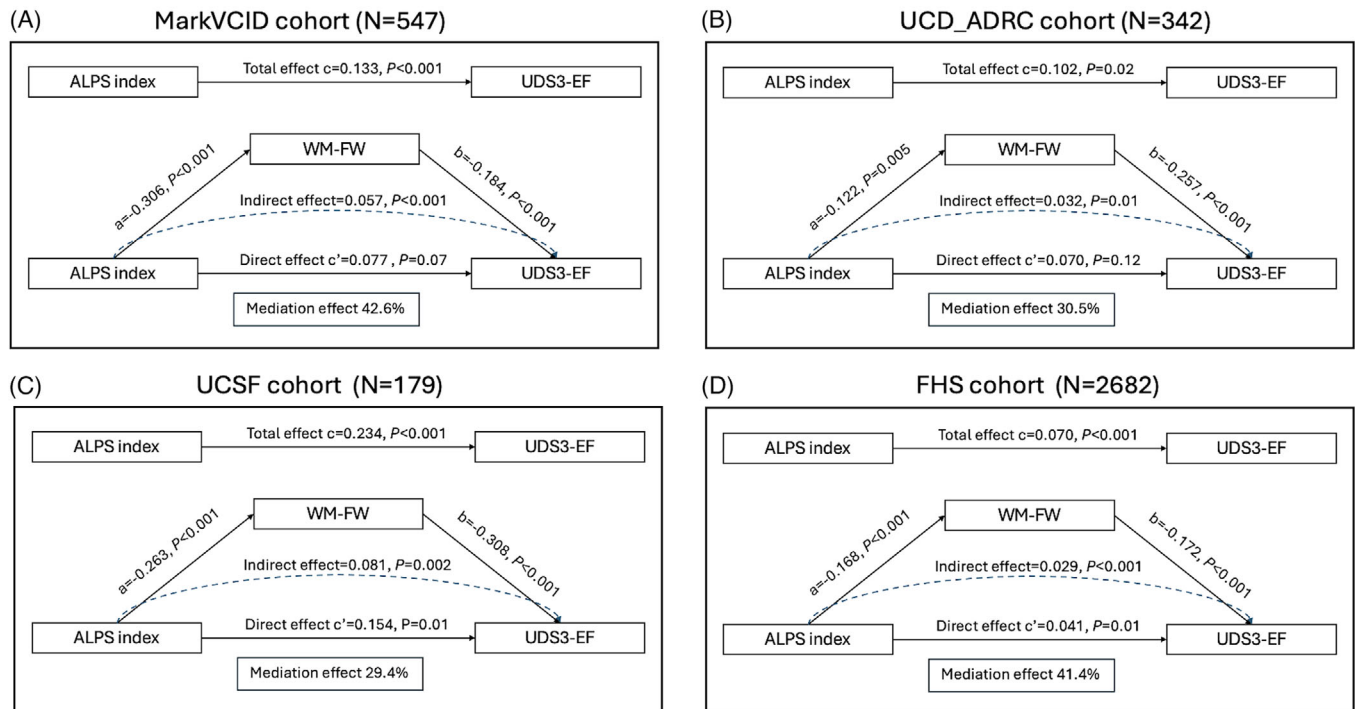 (A) MarkVCID cohort (N=547)
ALPS index
Total effect c=0.133, P<0.001
UDS3-EF
WM-FW
a=-0.306, P<0.001
b=-0.184, P<0.001
Indirect effect=0.057, P<0.001
ALPS index
Direct effect c'=0.077 , P=0.07
UDS3-EF
Mediation effect 42.6%
(B) UCD_ADRC cohort (N=342)
ALPS index
Total effect c=0.102, P=0.02
UDS3-EF
WM-FW
a=-0.122, P=0.005
b=-0.257, P<0.001
Indirect effect=0.032, P=0.01
ALPS index
Direct effect c'=0.070, P=0.12
UDS3-EF
Mediation effect 30.5%
(C) UCSF cohort (N=179)
ALPS index
Total effect c=0.234, P<0.001
UDS3-EF
WM-FW
a=-0.263, P<0.001
b=-0.308, P<0.001
Indirect effect=0.081, P=0.002
ALPS index
Direct effect c'=0.154, P=0.01
UDS3-EF
Mediation effect 29.4%
(D) FHS cohort (N=2682)
ALPS index
Total effect c=0.070, P<0.001
UDS3-EF
WM-FW
a=-0.168, P<0.001
b=-0.172, P<0.001
Indirect effect=0.029, P<0.001
ALPS index
Direct effect c'=0.041, P=0.01
UDS3-EF
Mediation effect 41.4%